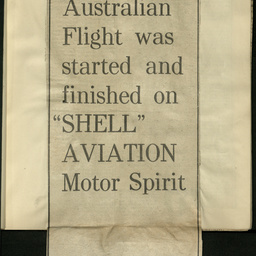 Australian
Flight was
started and
finished on
“SHELL”
AVIATION
Motor Spirit